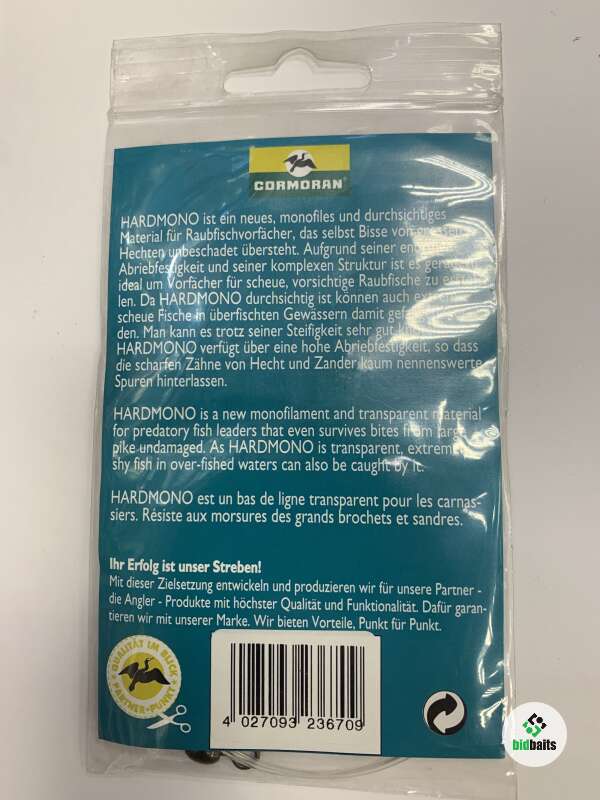 CORMORAN®
HARDMONO ist ein neues, monofiles und durchsichtiges
Material für Raubfischvorfächer, das selbst Bisse von grossen
Hechten unbeschadet übersteht. Aufgrund seiner
Abriebfestigkeit und seiner komplexen Struktur ist es
ideal um Vorfächer für scheue, vorsichtige Raubfische zu
len. Da HARDMONO durchsichtig ist können auch
scheue Fische in überfischten Gewässern damit
den. Man kann es trotz seiner Steifigkeit sehr gut
HARDMONO verfügt über eine hohe Abriebfestigkeit, so dass
die scharfen Zähne von Hecht und Zander kaum nennenswerte
Spuren hinterlassen.
HARDMONO is a new monofilament and transparent material
for predatory fish leaders that even survives bites from large
pike undamaged. As HARDMONO is transparent, extremely
shy fish in over-fished waters can also be caught by it.
HARDMONO est un bas de ligne transparent pour les carnas-
siers. Résiste aux morsures des grands brochets et sandres.
Ihr Erfolg ist unser Streben!
Mit dieser Zielsetzung entwickeln und produzieren wir für unsere Partner -
die Angler - Produkte mit höchster Qualität und Funktionalität. Dafür garan-
tieren wir mit unserer Marke. Wir bieten Vorteile, Punkt für Punkt.
QUALITÄT IM BLICK
PARTNER-PUNKT
4 027093 236709
bidbaits